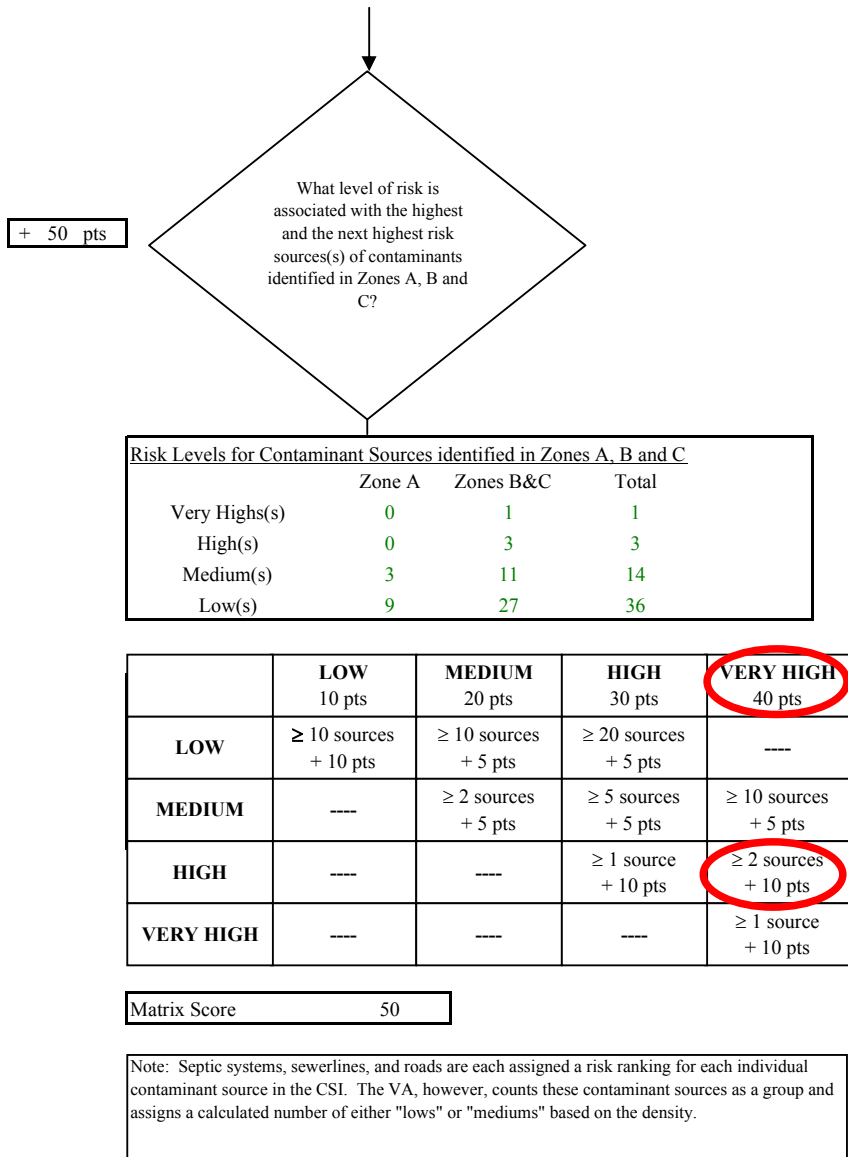 What level of risk is
associated with the highest
and the next highest risk
sources(s) of contaminants
identified in Zones A, B and
C?
+ 50 pts
Risk Levels for Contaminant Sources identified in Zones A, B and C
Zone A Zones B&C Total
Very Highs(s) 0 1 1
High(s) 0 3 3
Medium(s) 3 11 14
Low(s) 9 27 36
LOW MEDIUM HIGH VERY HIGH
10 pts 20 pts 30 pts 40 pts
LOW ≥ 10 sources ≥ 10 sources ≥ 20 sources ----
+ 10 pts + 5 pts + 5 pts
MEDIUM ---- ≥ 2 sources ≥ 5 sources ≥ 10 sources
+ 5 pts + 5 pts + 5 pts
HIGH ---- ---- ≥ 1 source ≥ 2 sources
+ 10 pts + 10 pts
VERY HIGH ---- ---- ---- ≥ 1 source
+ 10 pts
Matrix Score 50
Note: Septic systems, sewerlines, and roads are each assigned a risk ranking for each individual
contaminant source in the CSI. The VA, however, counts these contaminant sources as a group and
assigns a calculated number of either "lows" or "mediums" based on the density.